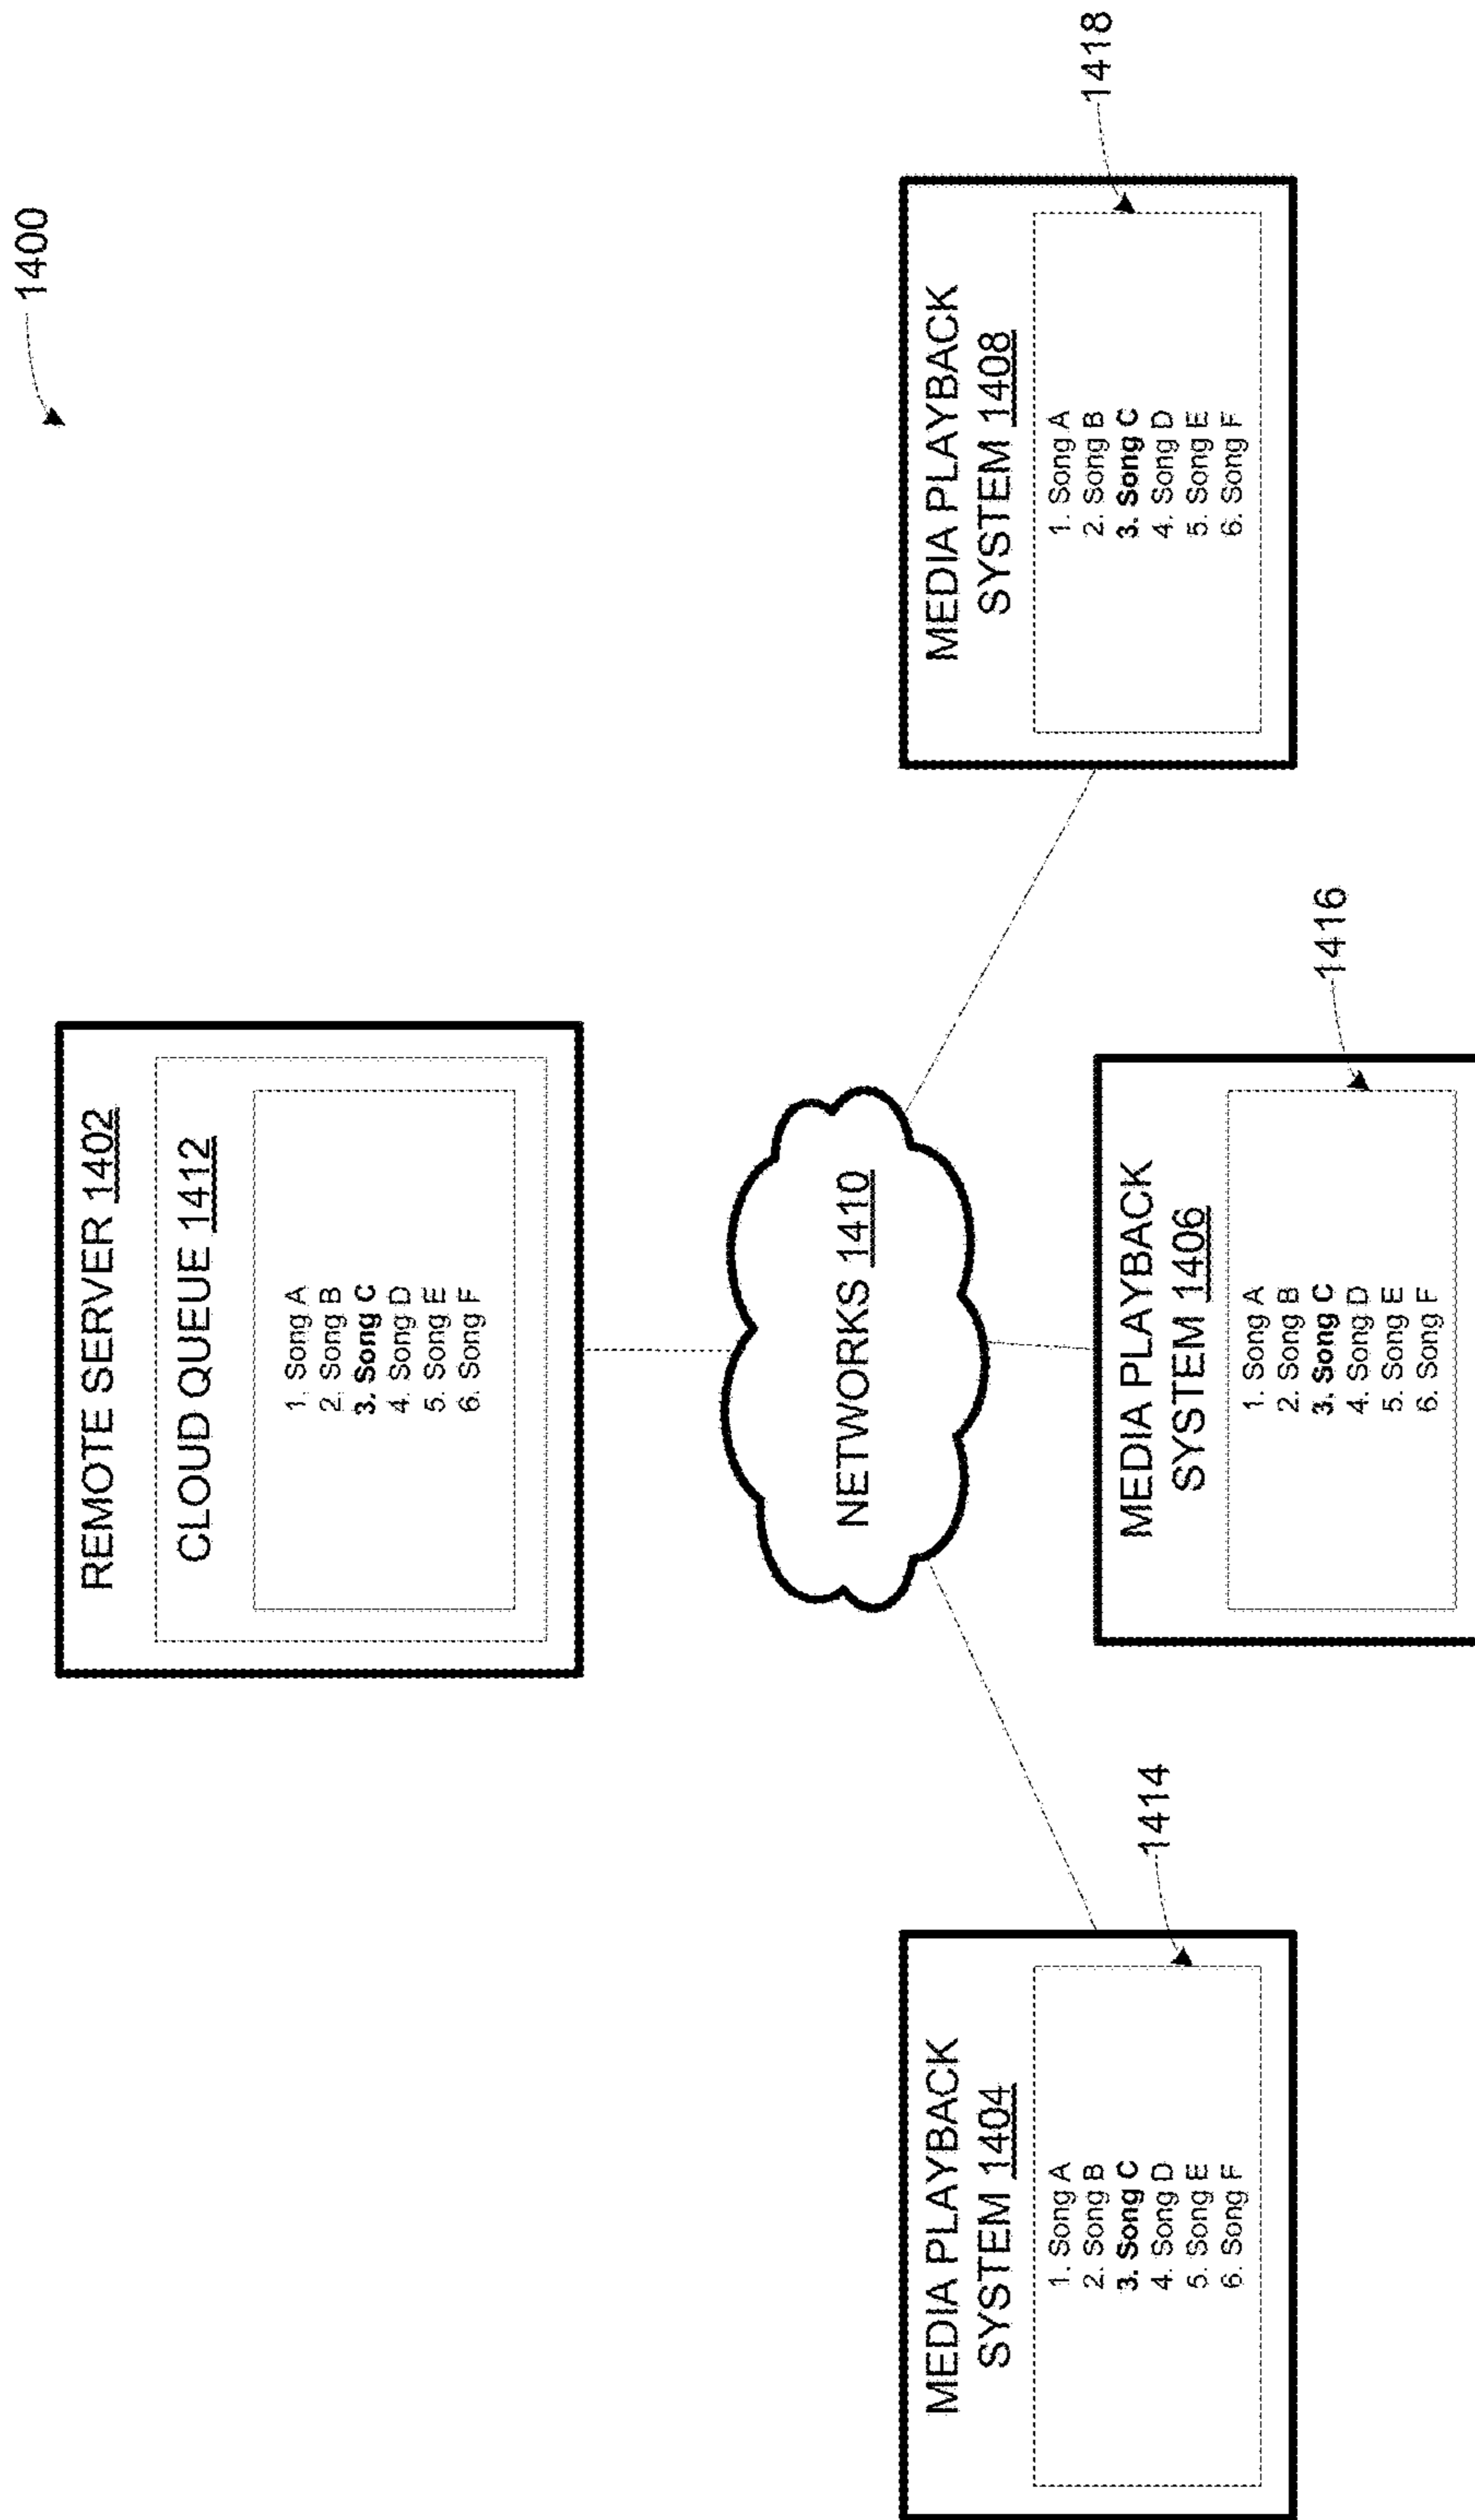 1400
REMOTE SERVER 1402
CLOUD QUEUE 1412
1. Song A
2. Song B
3. Song C
4. Song D
5. Song E
6. Song F
NETWORKS 1410
MEDIA PLAYBACK
SYSTEM 1404
1. Song A
2. Song B
3. Song C
4. Song D
5. Song E
6. Song F
1414
MEDIA PLAYBACK
SYSTEM 1406
1. Song A
2. Song B
3. Song C
4. Song D
5. Song E
6. Song F
1416
MEDIA PLAYBACK
SYSTEM 1408
1. Song A
2. Song B
3. Song C
4. Song D
5. Song E
6. Song F
1418